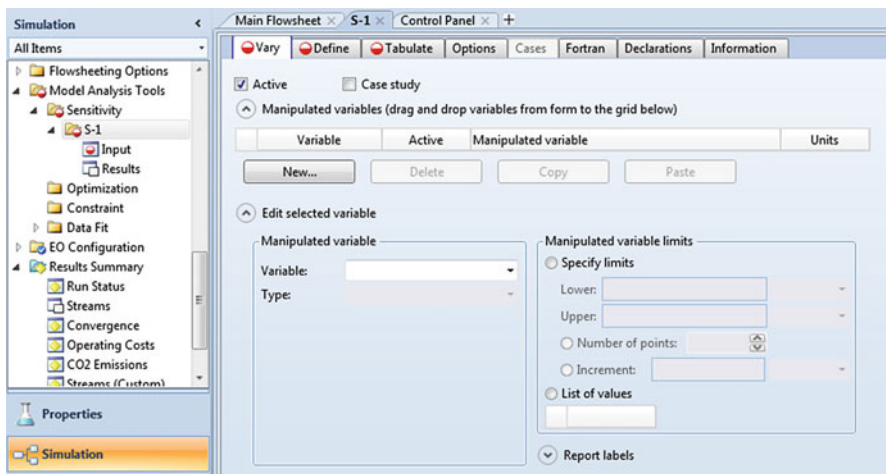 Simulation <
All Items
Flowsheeting Options
Model Analysis Tools
Sensitivity
S-1
Input
Results
Optimization
Constraint
Data Fit
EO Configuration
Results Summary
Run Status
Streams
Convergence
Operating Costs
CO2 Emissions
Streams (Custom)
Properties
Simulation
Main Flowsheet × S-1 × Control Panel × +
Vary Define Tabulate Options Cases Fortran Declarations Information
Active Case study
Manipulated variables (drag and drop variables from form to the grid below)
Variable Active Manipulated variable Units
New... Delete Copy Paste
Edit selected variable
Manipulated variable
Variable:
Type:
Manipulated variable limits
Specify limits
Lower:
Upper:
Number of points:
Increment:
List of values
Report labels